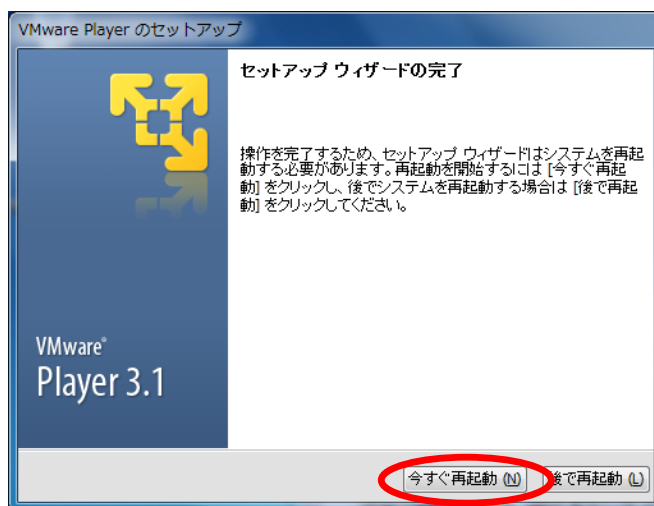 VMware Player のセットアップ
セットアップ ウィザードの完了
操作を完了するため、セットアップ ウィザードはシステムを再起
動する必要があります。再起動を開始するには [今すぐ再起
動] をクリックし、後でシステムを再起動する場合は [後で再起
動] をクリックしてください。
VMware®
Player 3.1
今すぐ再起動 (N)
後で再起動 (L)